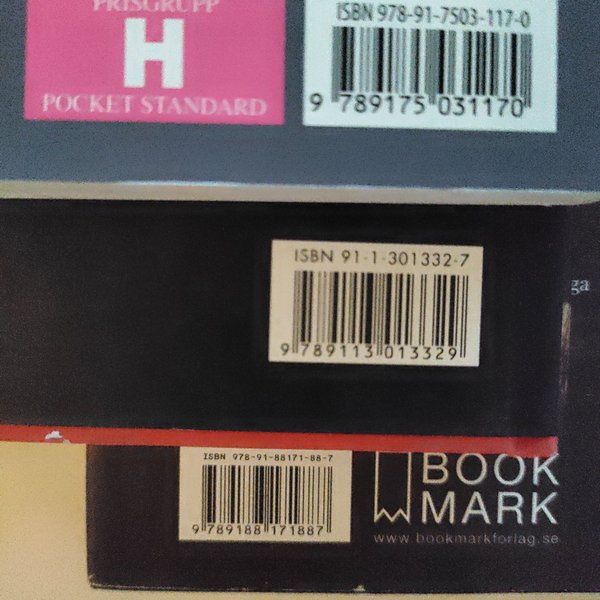 PRISGRUPP
H
POCKET STANDARD
ISBN 978-91-7503-117-0
9 789175 031170
ISBN 91-1-301332-7
9 789113 013329
ga
ISBN 978-91-88171-88-7
9 789188 171887
BOOK
MARK
www.bookmarkforlag.se